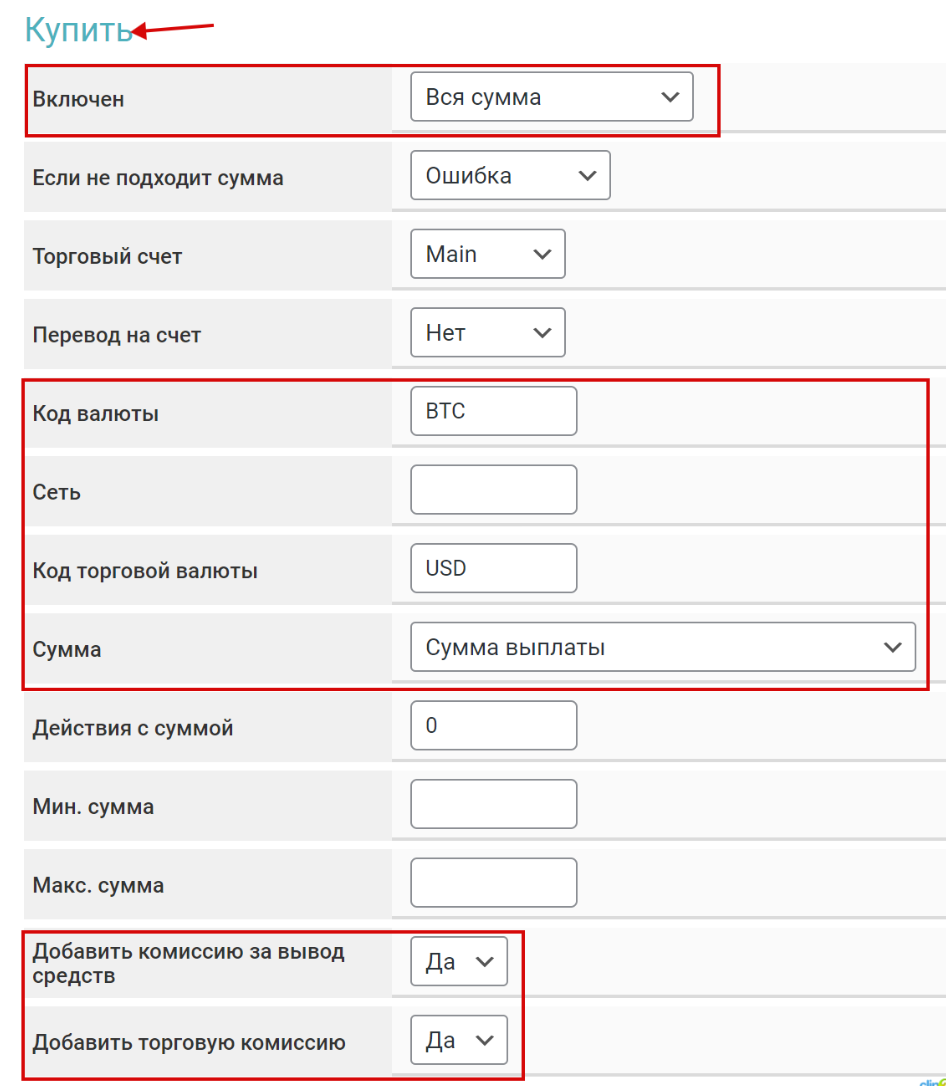 Купить
Включен
Вся сумма
Если не подходит сумма
Ошибка
Торговый счет
Main
Перевод на счет
Нет
Код валюты
BTC
Сеть
Код торговой валюты
USD
Сумма
Сумма выплаты
Действия с суммой
0
Мин. сумма
Макс. сумма
Добавить комиссию за вывод
средств
Да
Добавить торговую комиссию
Да